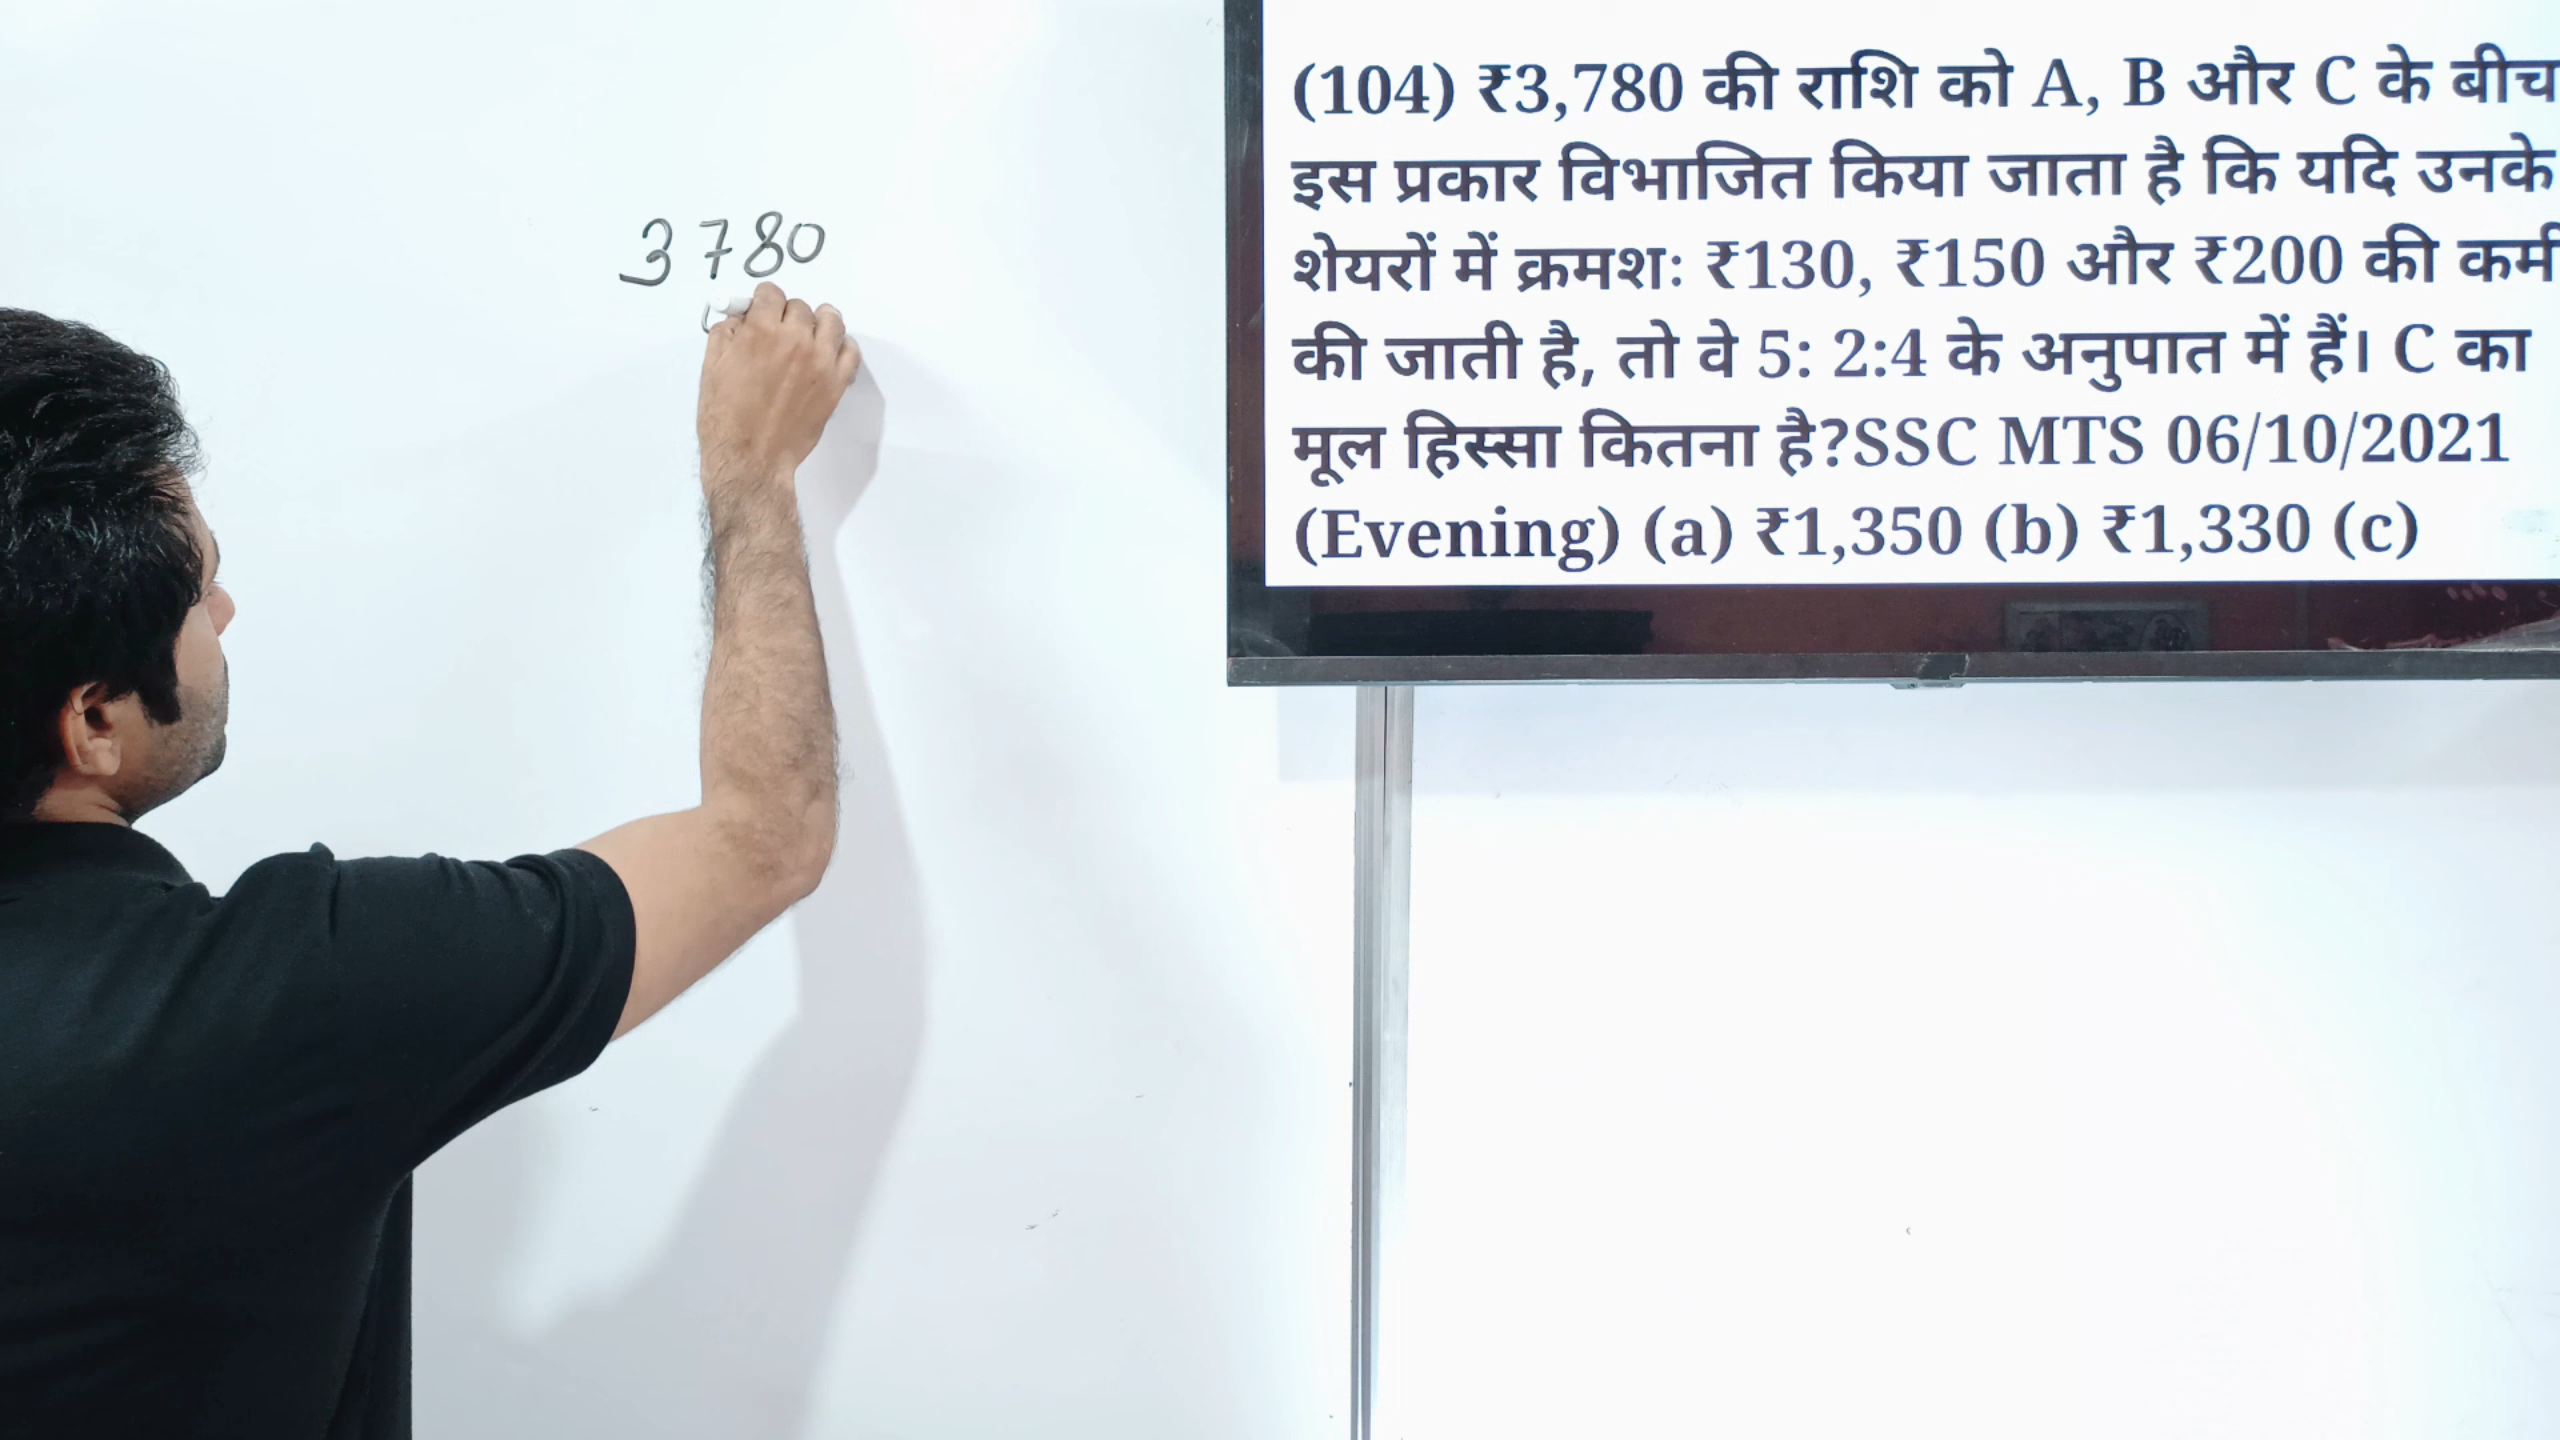 3780
(104) ₹3,780 की राशि को A, B और C के बीच
इस प्रकार विभाजित किया जाता है कि यदि उनके
शेयरों में क्रमशः ₹130, ₹150 और ₹200 की कमी
की जाती है, तो वे 5: 2:4 के अनुपात में हैं। C का
मूल हिस्सा कितना है?SSC MTS 06/10/2021
(Evening) (a) ₹1,350 (b) ₹1,330 (c)